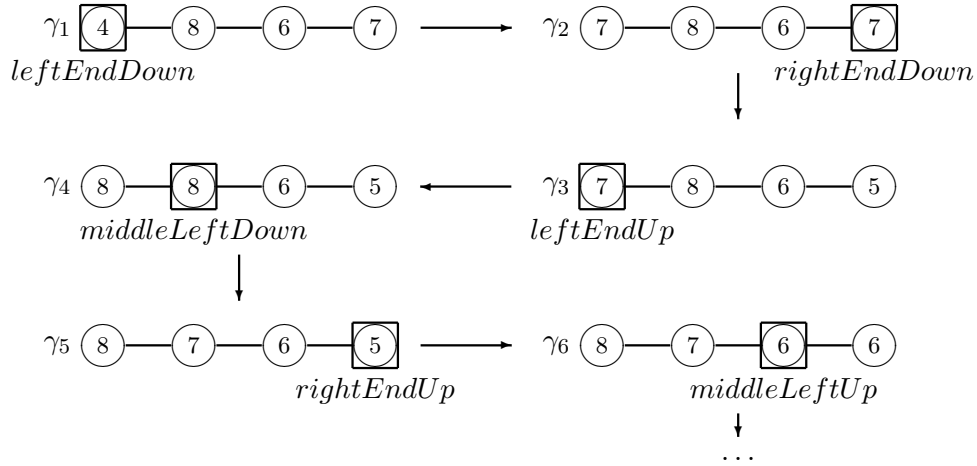 γ1 4 8 6 7 γ2 7 8 6 7
leftEndDown rightEndDown
γ4 8 8 6 5 γ3 7 8 6 5
middleLeftDown leftEndUp
γ5 8 7 6 5 γ6 8 7 6 6
rightEndUp middleLeftUp
...